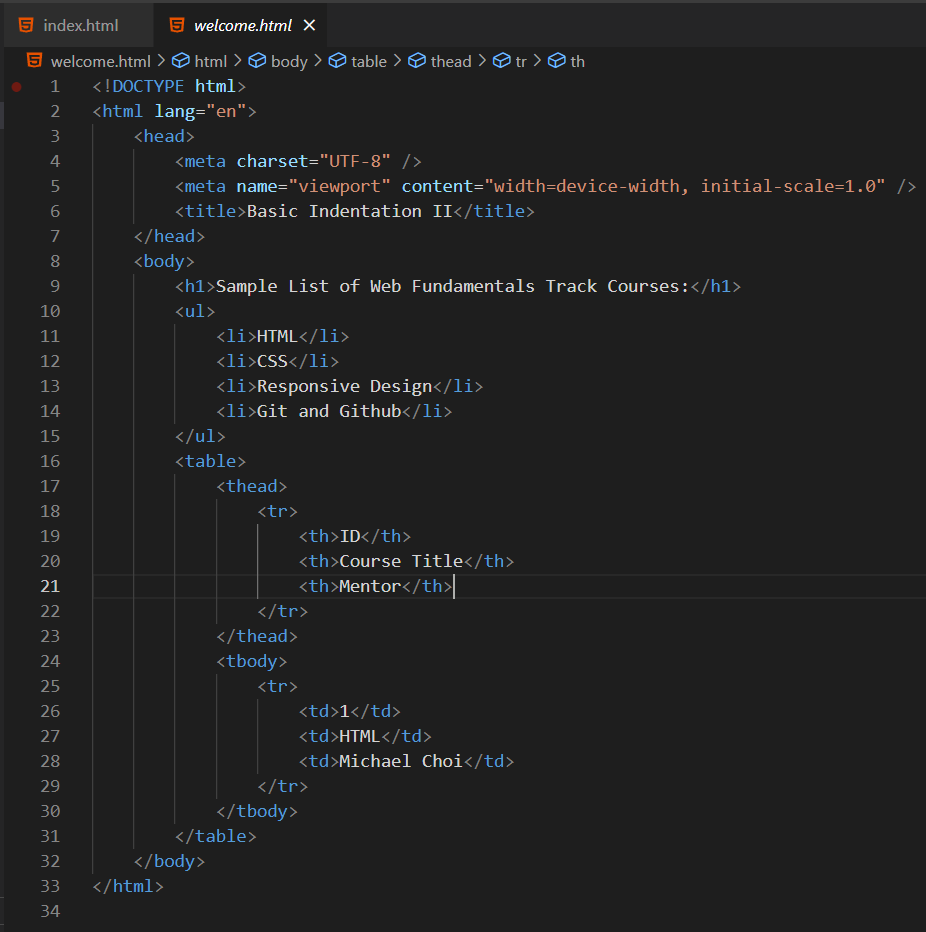 index.html welcome.html ×
welcome.html > html > body > table > thead > tr > th
1 <!DOCTYPE html>
2 <html lang="en">
3     <head>
4         <meta charset="UTF-8" />
5         <meta name="viewport" content="width=device-width, initial-scale=1.0" />
6         <title>Basic Indentation II</title>
7     </head>
8     <body>
9         <h1>Sample List of Web Fundamentals Track Courses:</h1>
10         <ul>
11             <li>HTML</li>
12             <li>CSS</li>
13             <li>Responsive Design</li>
14             <li>Git and Github</li>
15         </ul>
16         <table>
17             <thead>
18                 <tr>
19                     <th>ID</th>
20                     <th>Course Title</th>
21                     <th>Mentor</th>
22                 </tr>
23             </thead>
24             <tbody>
25                 <tr>
26                     <td>1</td>
27                     <td>HTML</td>
28                     <td>Michael Choi</td>
29                 </tr>
30             </tbody>
31         </table>
32     </body>
33 </html>
34